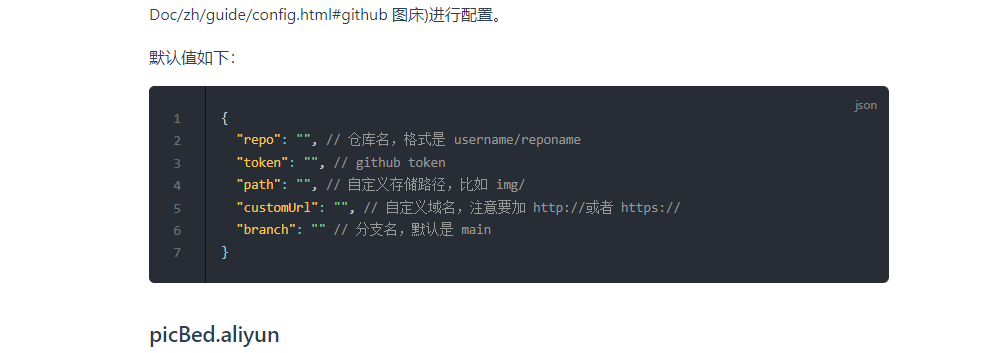 Doc/zh/guide/config.html#github 图床)进行配置。
默认值如下：
json
1 {
2 "repo": "", // 仓库名，格式是 username/reponame
3 "token": "", // github token
4 "path": "", // 自定义存储路径，比如 img/
5 "customUrl": "", // 自定义域名，注意要加 http://或者 https://
6 "branch": "" // 分支名，默认是 main
7 }
picBed.aliyun